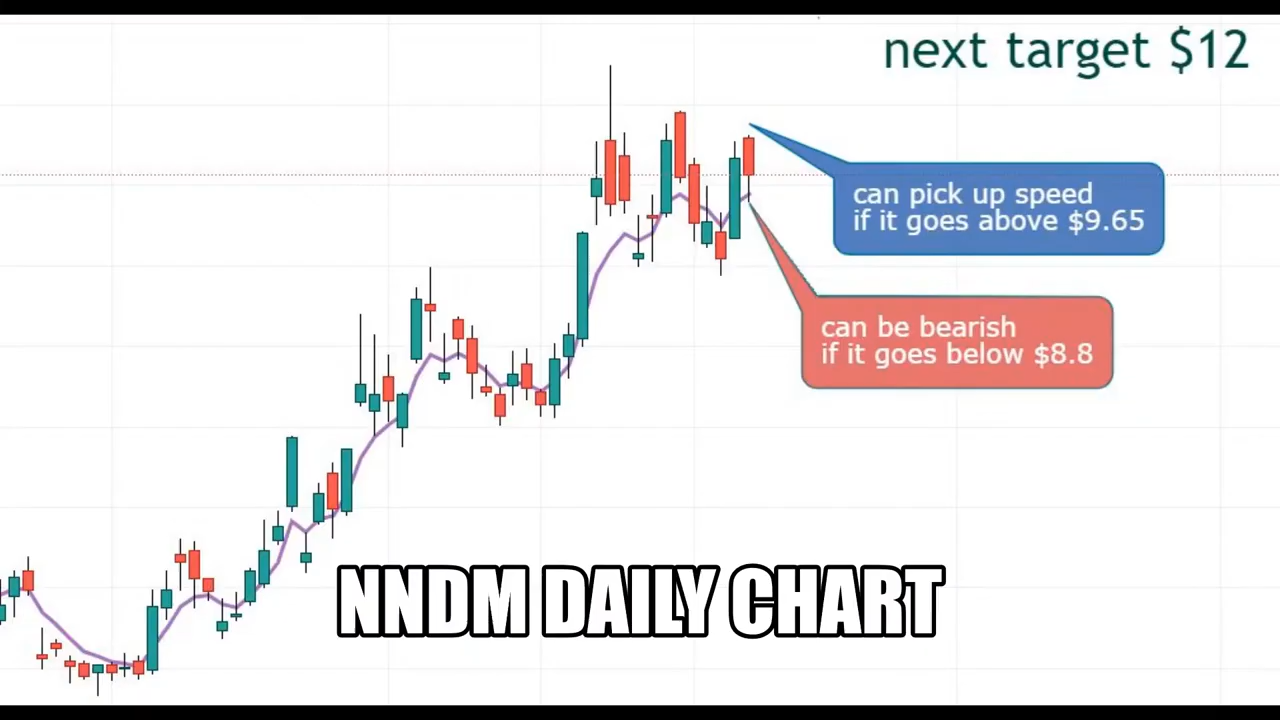 next target $12
can pick up speed
if it goes above $9.65
can be bearish
if it goes below $8.8
NNDM DAILY CHART